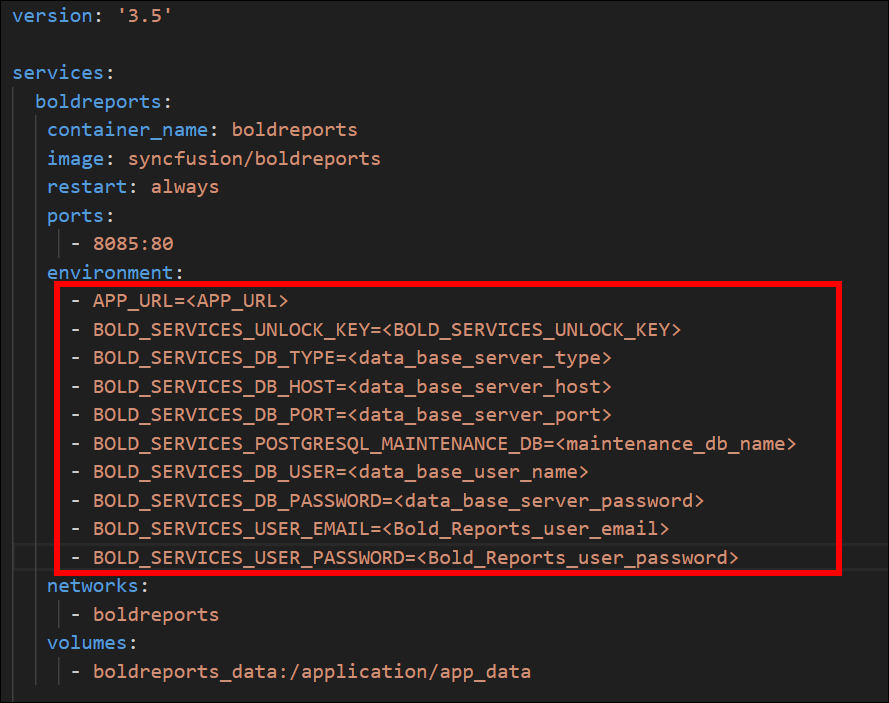 version: '3.5'
services:
boldreports:
container_name: boldreports
image: syncfusion/boldreports
restart: always
ports:
- 8085:80
environment:
- APP_URL=<APP_URL>
- BOLD_SERVICES_UNLOCK_KEY=<BOLD_SERVICES_UNLOCK_KEY>
- BOLD_SERVICES_DB_TYPE=<data_base_server_type>
- BOLD_SERVICES_DB_HOST=<data_base_server_host>
- BOLD_SERVICES_DB_PORT=<data_base_server_port>
- BOLD_SERVICES_POSTGRESQL_MAINTENANCE_DB=<maintenance_db_name>
- BOLD_SERVICES_DB_USER=<data_base_user_name>
- BOLD_SERVICES_DB_PASSWORD=<data_base_server_password>
- BOLD_SERVICES_USER_EMAIL=<Bold_Reports_user_email>
- BOLD_SERVICES_USER_PASSWORD=<Bold_Reports_user_password>
networks:
- boldreports
volumes:
- boldreports_data:/application/app_data